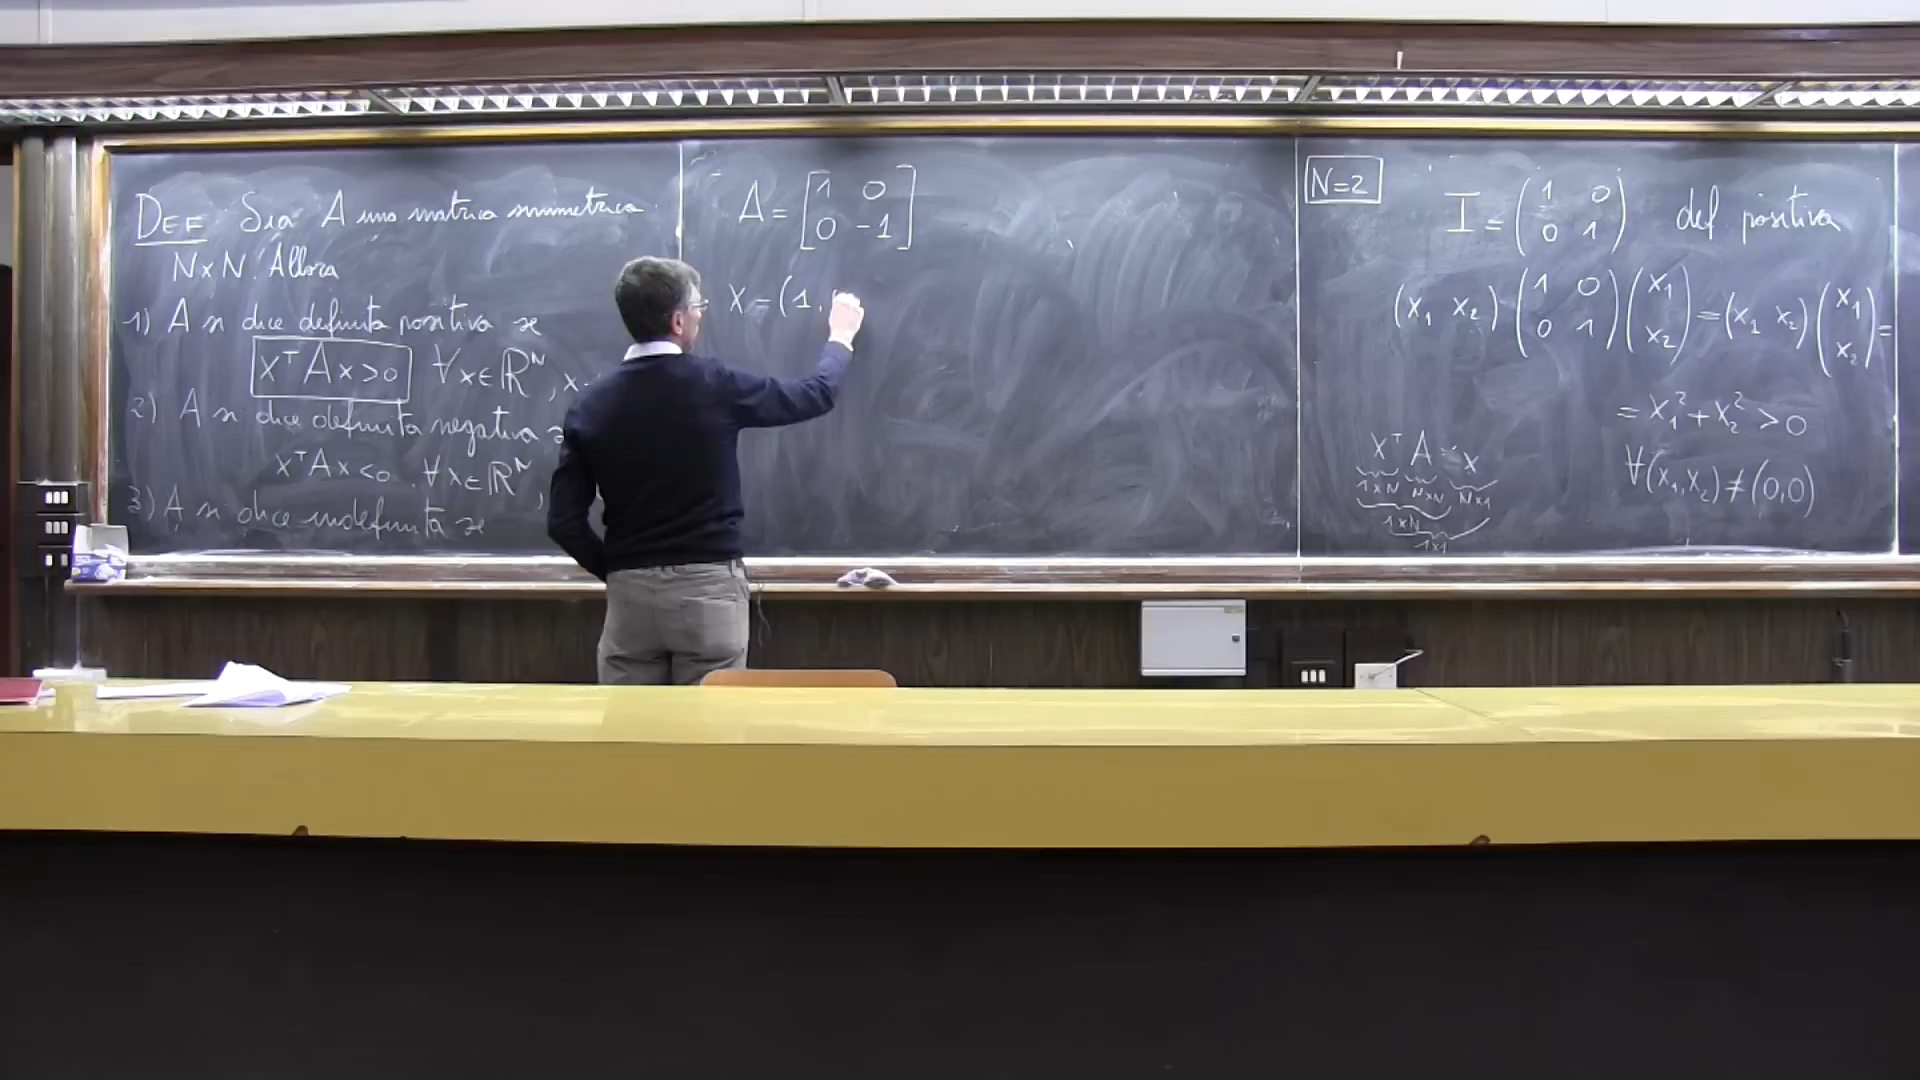 DEF. Sia A una matrice simmetrica
N×N. Allora
1) A si dice definita positiva se
xᵀAx>0 ∀x∈ℝᴺ, x
2) A si dice definita negativa
xᵀAx<0 ∀x∈ℝᴺ,
3) A si dice indefinita se
A = [1 0
0 -1]
X = (1,
N=2
I = (1 0
0 1) def. positiva
(x₁ x₂) (1 0
0 1) (x₁
x₂) = (x₁ x₂) (x₁
x₂) =
= x₁² + x₂² > 0
∀(x₁,x₂) ≠ (0,0)
xᵀ A x
1×N N×N N×1
1×N
1×1